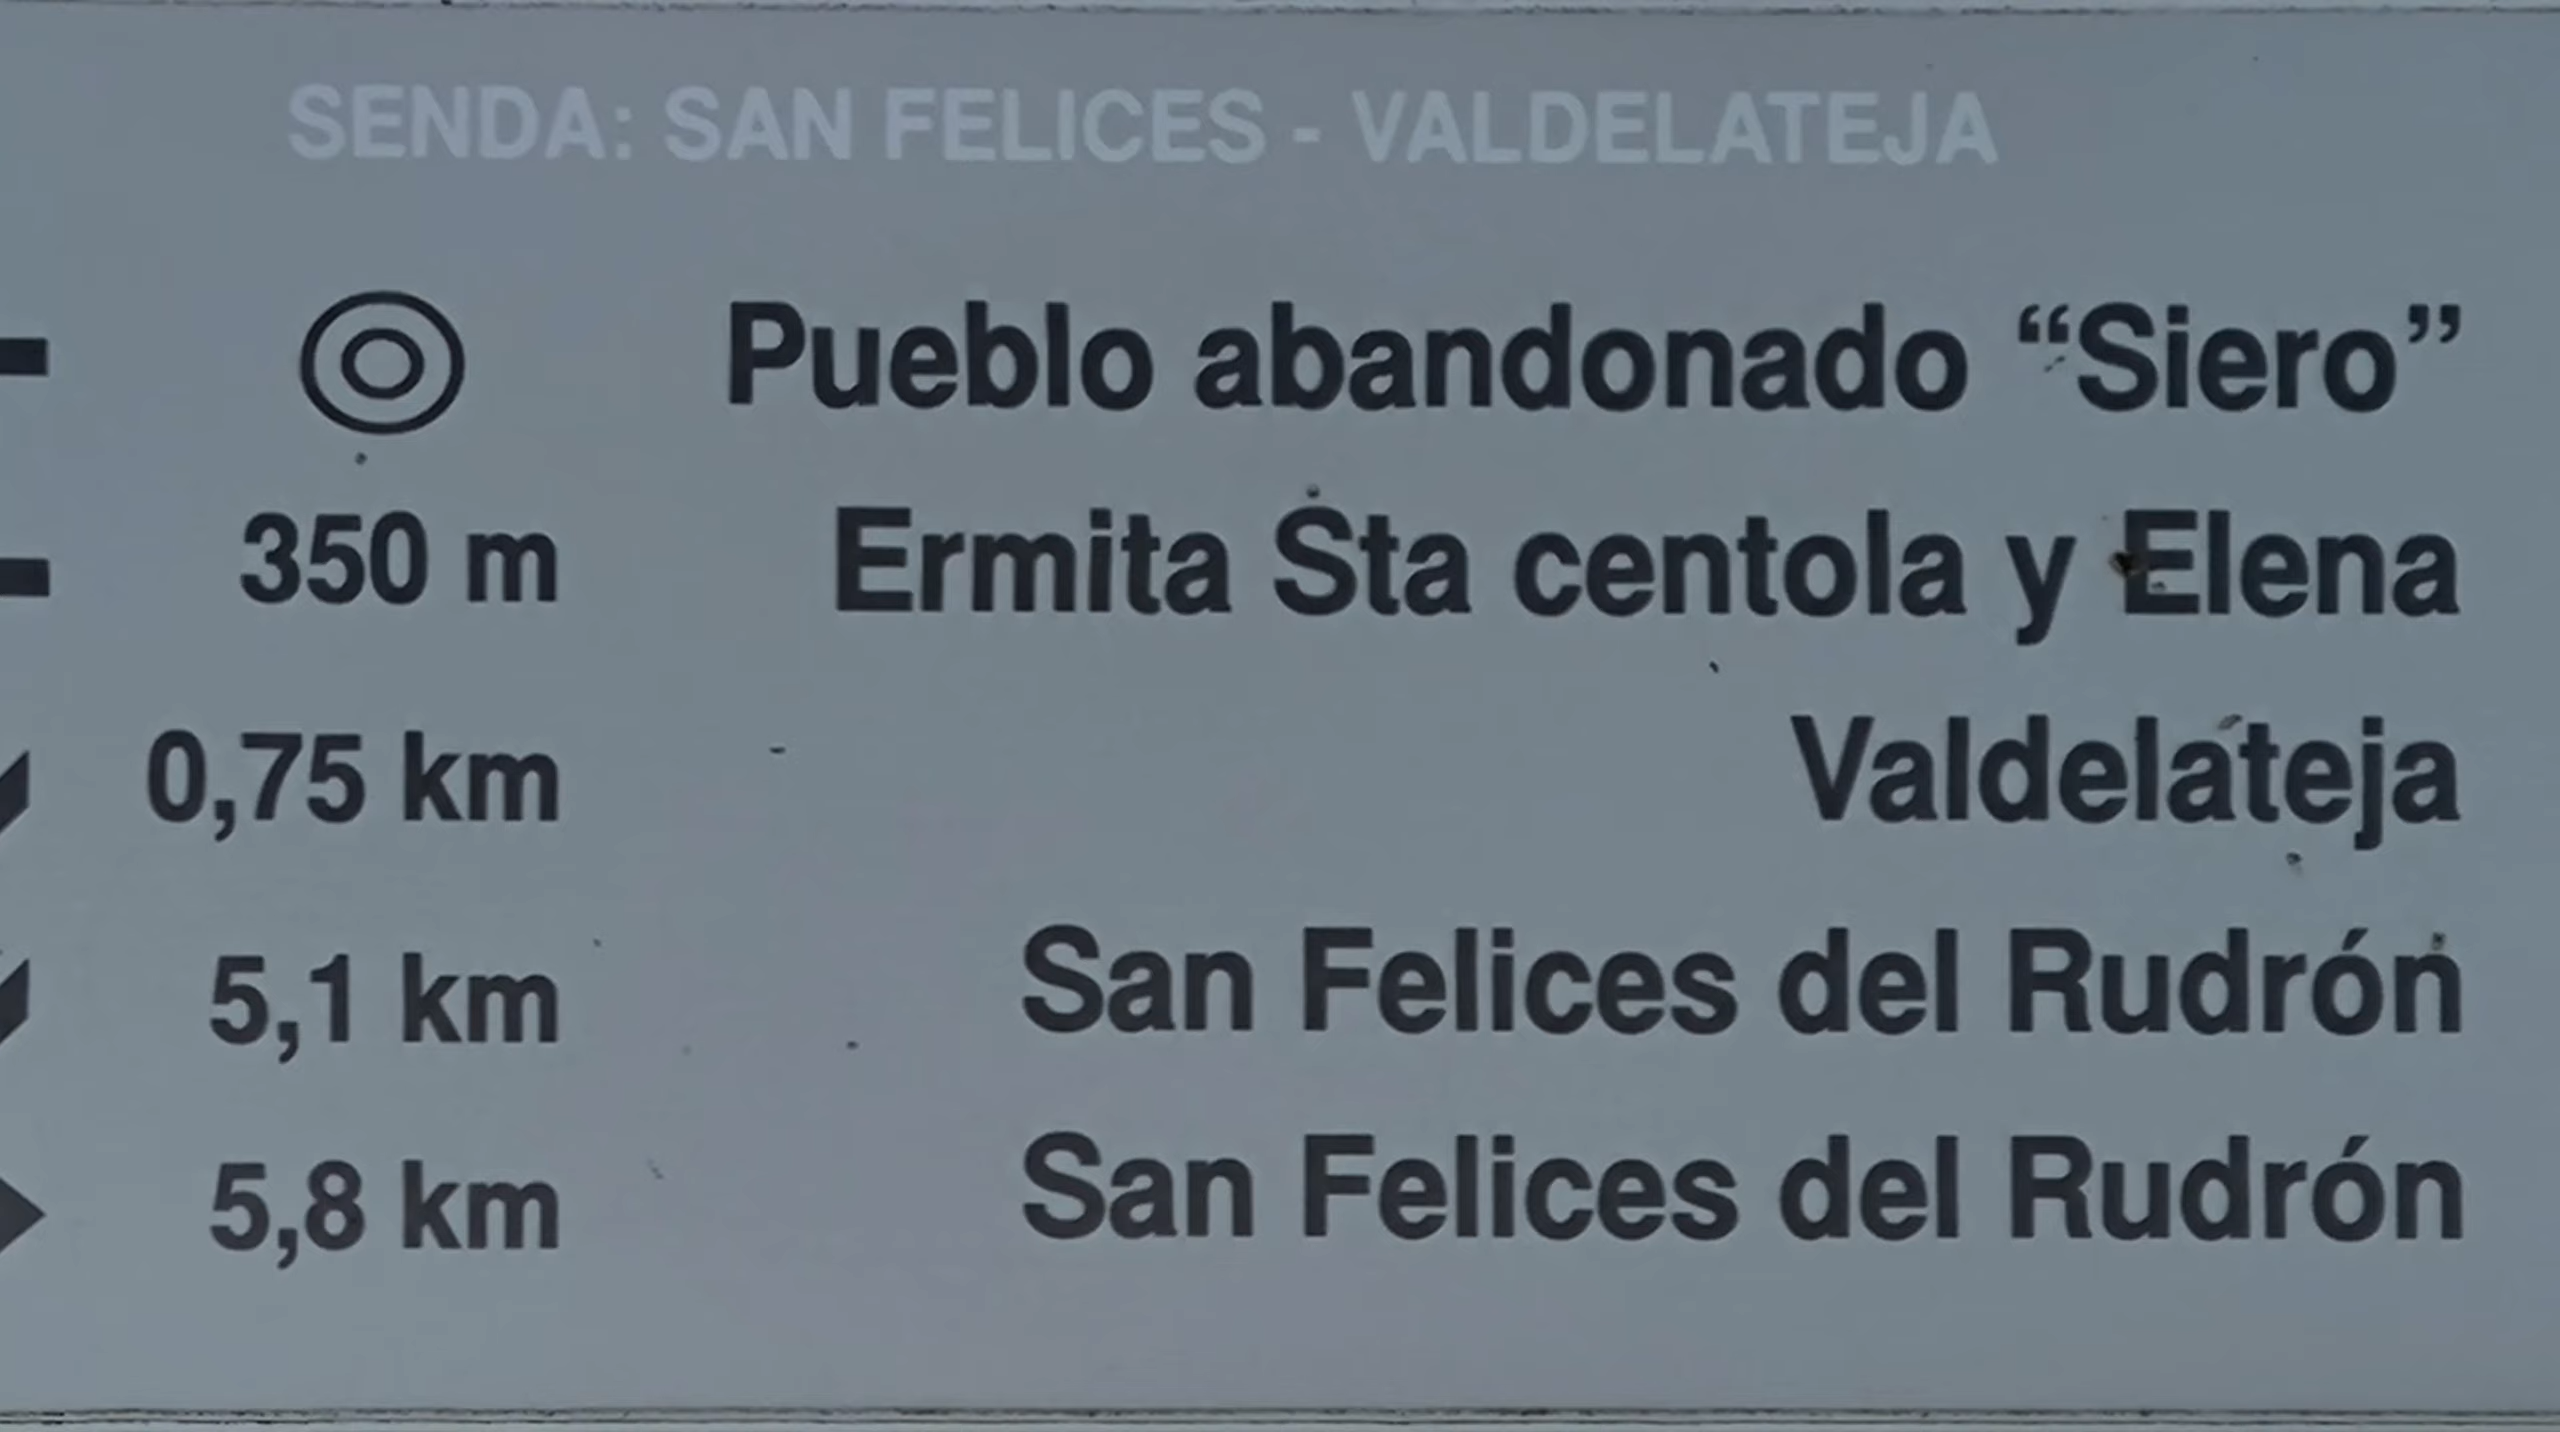 SENDA: SAN FELICES - VALDELATEJA
Pueblo abandonado “Siero”
350 m Ermita Sta centola y Elena
0,75 km Valdelateja
5,1 km San Felices del Rudrón
5,8 km San Felices del Rudrón